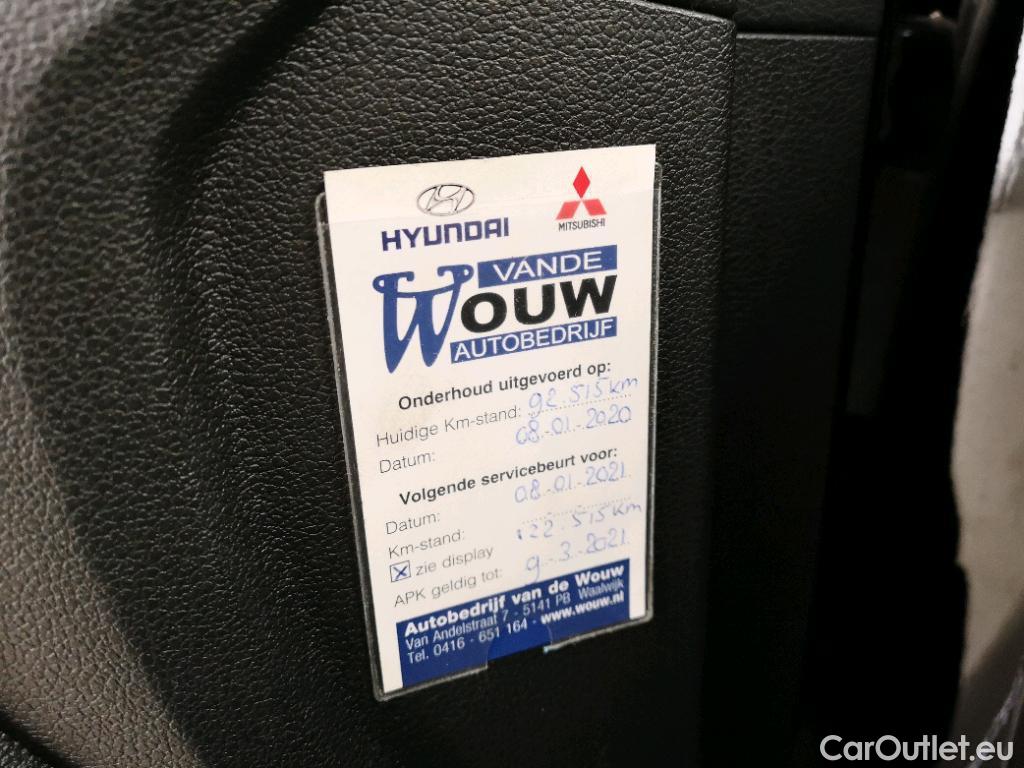 HYUNDAI
MITSUBISHI
VANDE
WOUW
AUTOBEDRIJF
Onderhoud uitgevoerd op:
Huidige Km-stand: 92.515 km
Datum: 08-01-2020
Volgende servicebeurt voor:
Datum: 08-01-2021
Km-stand: 122.515 km
zie display
APK geldig tot: 9-3-2021
Autobedrijf van de Wouw
Van Andelstraat 7 - 5141 PB Waalwijk
Tel. 0416 - 651 164 - www.wouw.nl
CarOutlet.eu